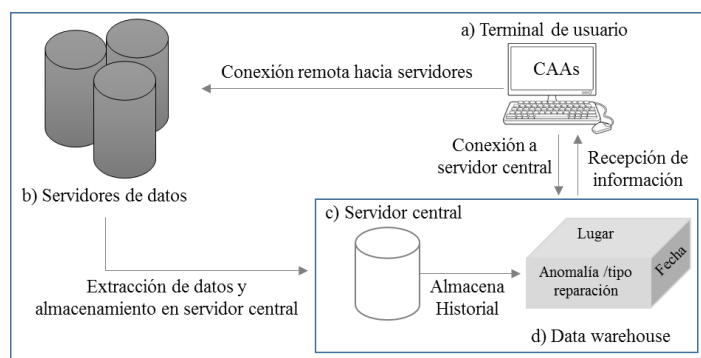 a) Terminal de usuario
CAAs
Conexión remota hacia servidores
Conexión a
servidor central
Recepción de
información
b) Servidores de datos
c) Servidor central
Lugar
Fecha
Anomalía /tipo
reparación
Extracción de datos y
almacenamiento en servidor central
Almacena
Historial
d) Data warehouse